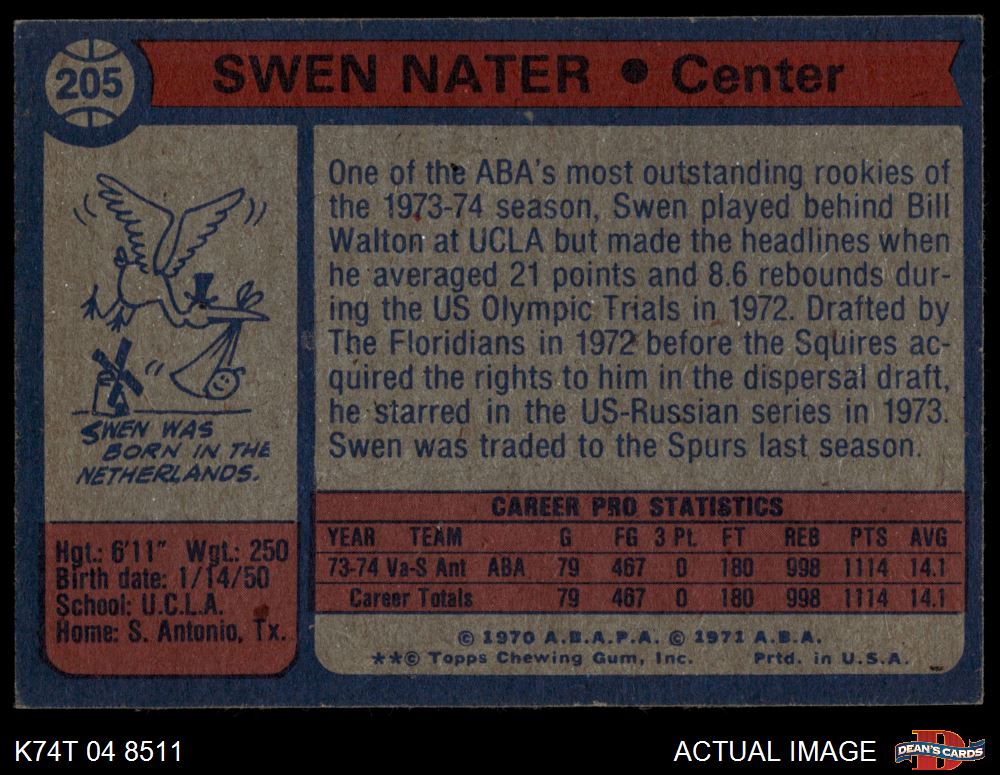 205
SWEN NATER • Center
One of the ABA's most outstanding rookies of
the 1973-74 season, Swen played behind Bill
Walton at UCLA but made the headlines when
he averaged 21 points and 8.6 rebounds dur-
ing the US Olympic Trials in 1972. Drafted by
The Floridians in 1972 before the Squires ac-
quired the rights to him in the dispersal draft,
he starred in the US-Russian series in 1973.
Swen was traded to the Spurs last season.
SWEN WAS
BORN IN THE
NETHERLANDS.
Hgt.: 6'11" Wgt.: 250
Birth date: 1/14/50
School: U.C.L.A.
Home: S. Antonio, Tx.
CAREER PRO STATISTICS
YEAR TEAM G FG 3 Pt. FT REB PTS AVG
73-74 Va-S Ant ABA 79 467 0 180 998 1114 14.1
Career Totals 79 467 0 180 998 1114 14.1
© 1970 A.B.A.P.A. © 1971 A.B.A.
**© Topps Chewing Gum, Inc. Prtd. in U.S.A.
K74T 04 8511
ACTUAL IMAGE
DEAN'S CARDS